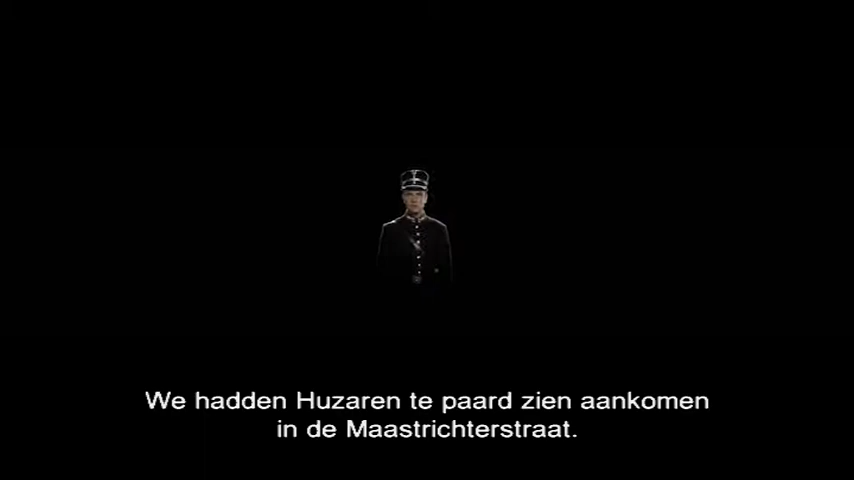 We hadden Huzaren te paard zien aankomen
in de Maastrichterstraat.